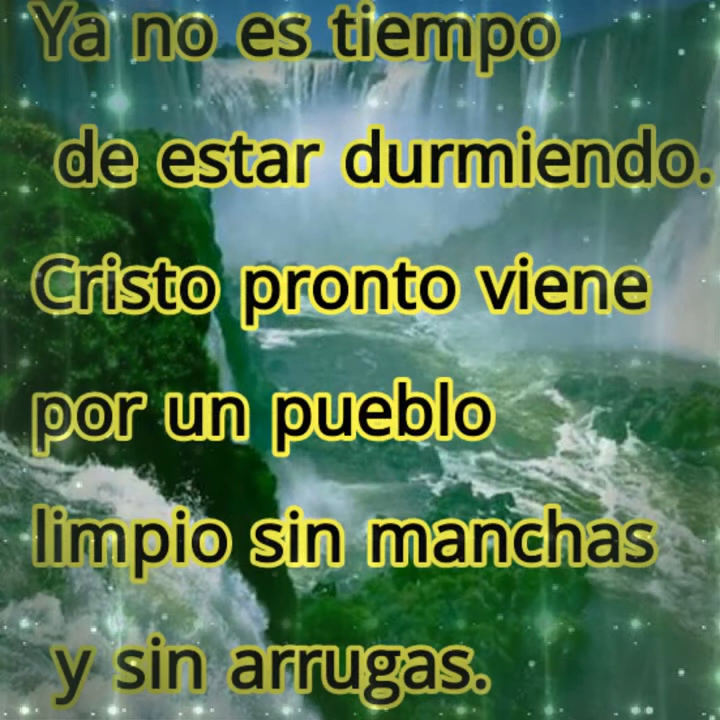 Ya no es tiempo
de estar durmiendo.
Cristo pronto viene
por un pueblo
limpio sin manchas
y sin arrugas.